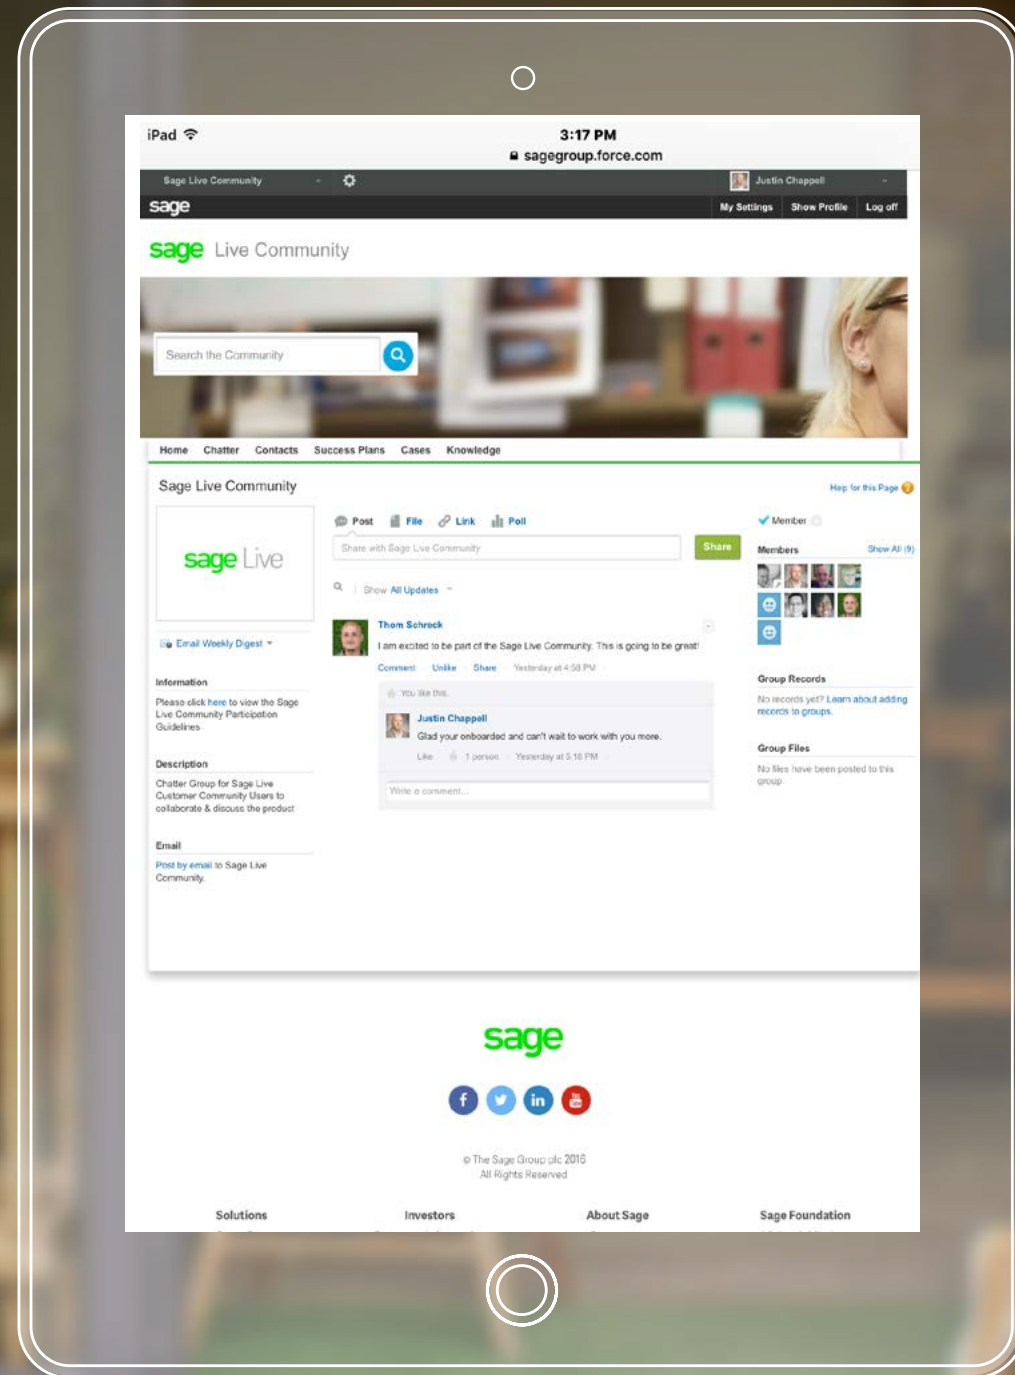 iPad
3:17 PM
sagegroup.force.com
Sage Live Community
Justin Chappell
sage
My Settings
Show Profile
Log off
sage Live Community
Search the Community
Home
Chatter
Contacts
Success Plans
Cases
Knowledge
Sage Live Community
Help for this Page
sage Live
Email Weekly Digest
Information
Please click here to view the Sage
Live Community Participation
Guidelines
Description
Chatter Group for Sage Live
Customer Community Users to
collaborate & discuss the product
Email
Post by email to Sage Live
Community.
Post
File
Link
Poll
Share with Sage Live Community
Share
Show All Updates
Thom Schrock
I am excited to be part of the Sage Live Community. This is going to be great!
Comment · Unlike · Share · Yesterday at 4:58 PM
You like this.
Justin Chappell
Glad your onboarded and can't wait to work with you more.
Like · 1 person · Yesterday at 5:16 PM
Write a comment...
Member
Members
Show All (9)
Group Records
No records yet? Learn about adding
records to groups.
Group Files
No files have been posted to this
group.
sage
f
in
You
© The Sage Group plc 2016
All Rights Reserved
Solutions
Investors
About Sage
Sage Foundation